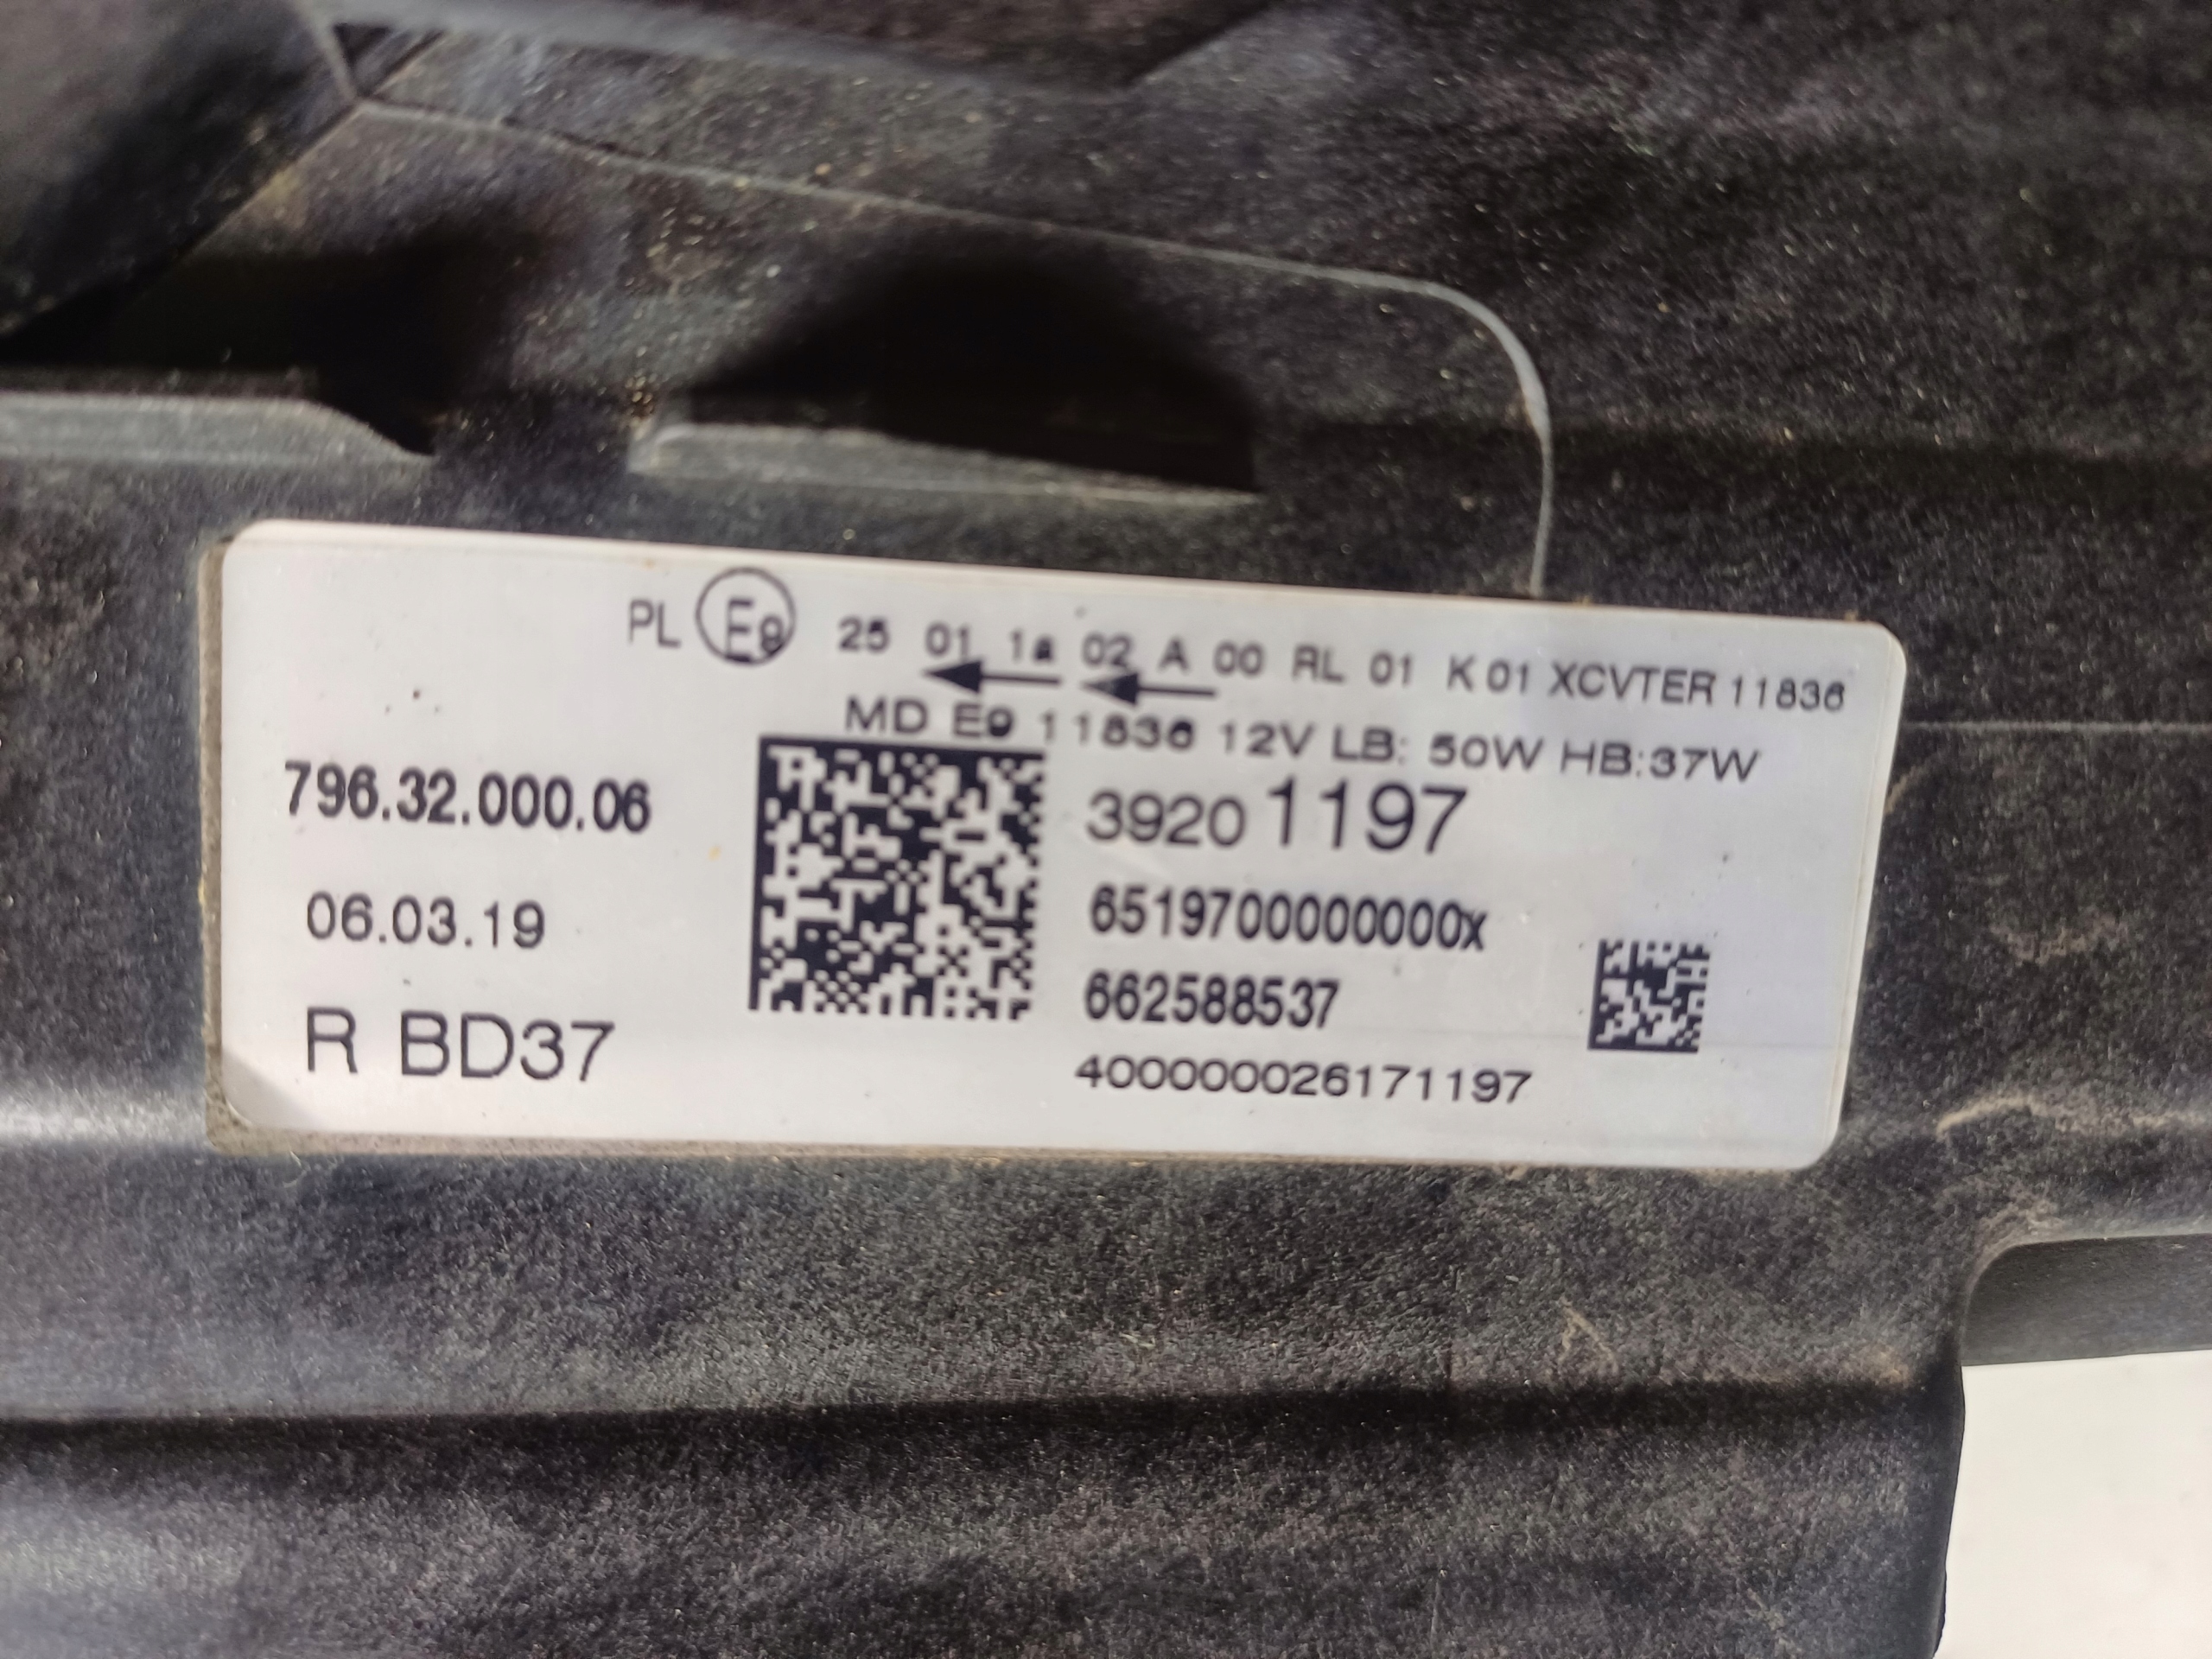 PL E9 25 01 1a 02 A 00 RL 01 K 01 XCVTER 11836
MD E9 11836 12V LB: 50W HB:37W
796.32.000.06
39201197
06.03.19
6519700000000x
662588537
R BD37
400000026171197